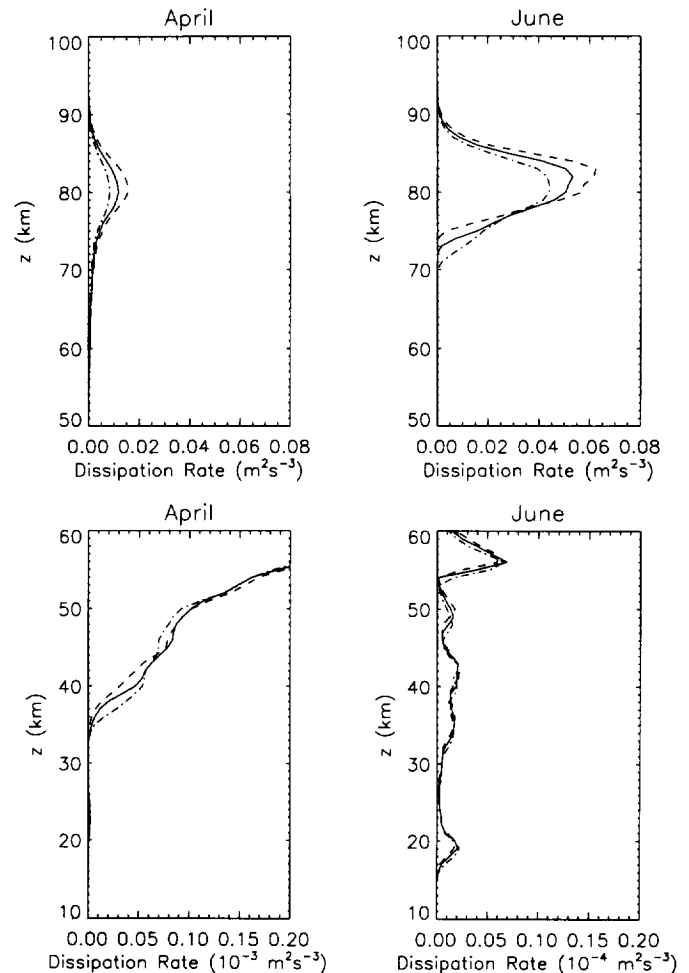 April
100
90
80
70
60
50
z (km)
0.00 0.02 0.04 0.06 0.08
Dissipation Rate (m²s⁻³)
June
100
90
80
70
60
50
z (km)
0.00 0.02 0.04 0.06 0.08
Dissipation Rate (m²s⁻³)
April
60
50
40
30
20
10
z (km)
0.00 0.05 0.10 0.15 0.20
Dissipation Rate (10⁻³ m²s⁻³)
June
60
50
40
30
20
10
z (km)
0.00 0.05 0.10 0.15 0.20
Dissipation Rate (10⁻⁴ m²s⁻³)